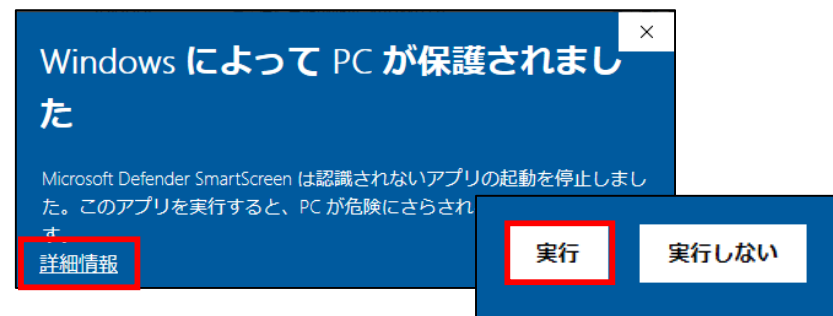 Windows によって PC が保護されまし
た
Microsoft Defender SmartScreen は認識されないアプリの起動を停止しまし
た。このアプリを実行すると、PC が危険にさらされ
す。
詳細情報
実行
実行しない